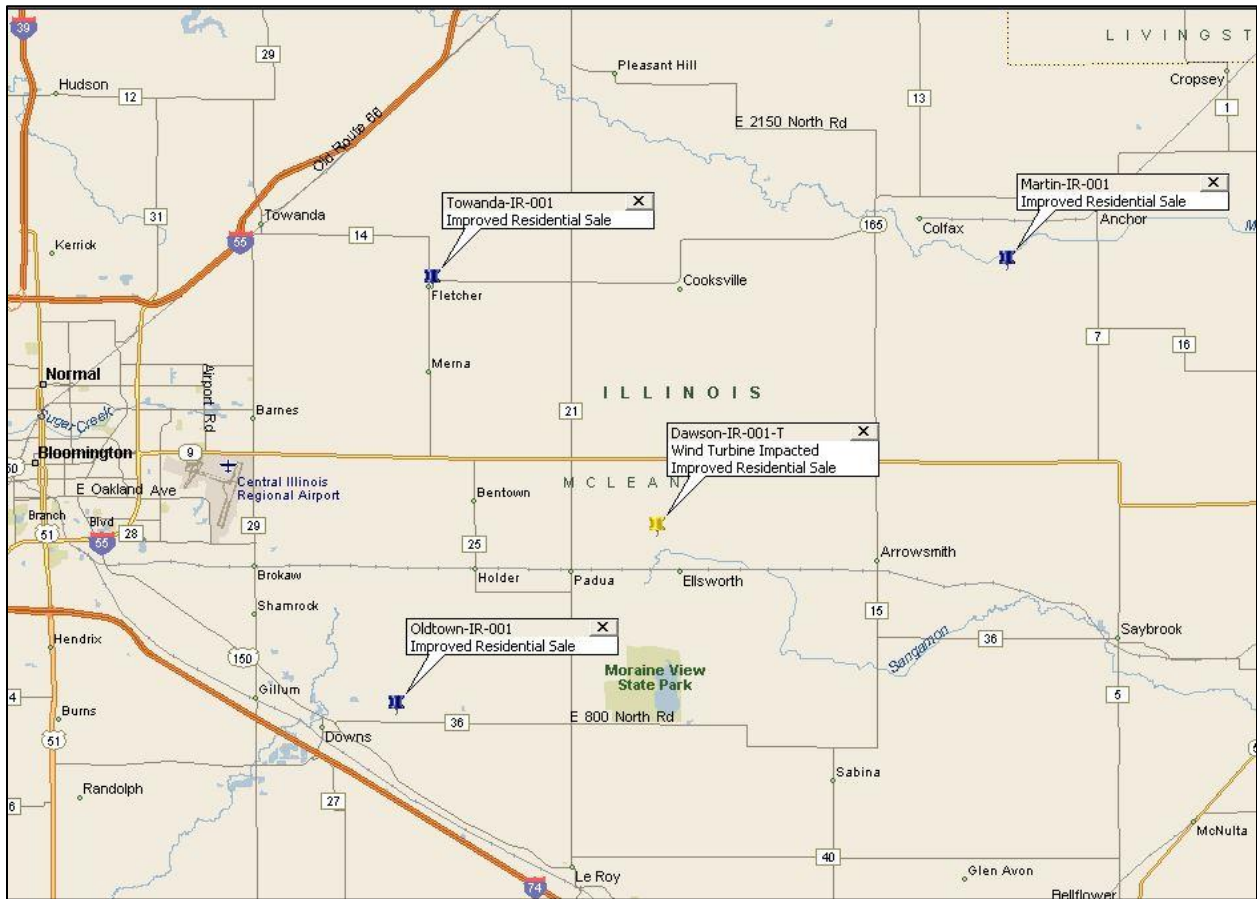 39
29
LIVINGST
Pleasant Hill
Cropsey
Hudson
12
13
1
Old Route 66
E 2150 North Rd
Towanda-IR-001
Improved Residential Sale
Martin-IR-001
Improved Residential Sale
31
Towanda
Anchor
Colfax
165
14
55
Kerrick
M
Cooksville
Fletcher
7
16
Merna
Normal
Airport Rd
ILLINOIS
Sugar Creek
Barnes
21
Dawson-IR-001-T
Wind Turbine Impacted
Improved Residential Sale
Bloomington
9
50
Central Illinois
Regional Airport
E Oakland Ave
Bentown
MCLEAN
Branch
Blvd
51
28
29
55
25
Arrowsmith
Brokaw
Holder
Padua
Ellsworth
Shamrock
15
Oldtown-IR-001
Improved Residential Sale
36
Saybrook
Sangamon
Hendrix
150
Moraine View
State Park
Gillum
4
5
Burns
36
E 800 North Rd
51
Downs
5
Sabina
Randolph
27
6
McNulta
40
Le Roy
Glen Avon
74
Bellflower